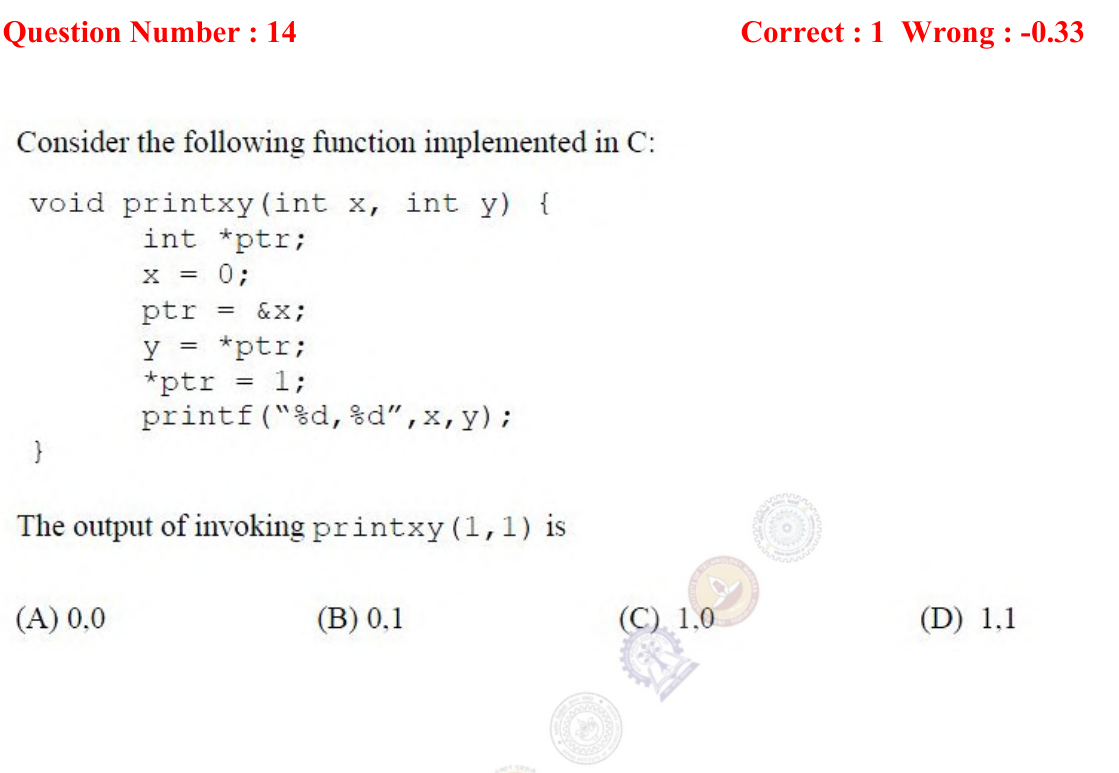 Question Number : 14 Correct : 1 Wrong : -0.33
Consider the following function implemented in C:
void printxy(int x, int y) {
int *ptr;
x = 0;
ptr = &x;
y = *ptr;
*ptr = 1;
printf(“%d,%d”,x,y);
}
The output of invoking printxy(1,1) is
(A) 0,0 (B) 0,1 (C) 1,0 (D) 1,1